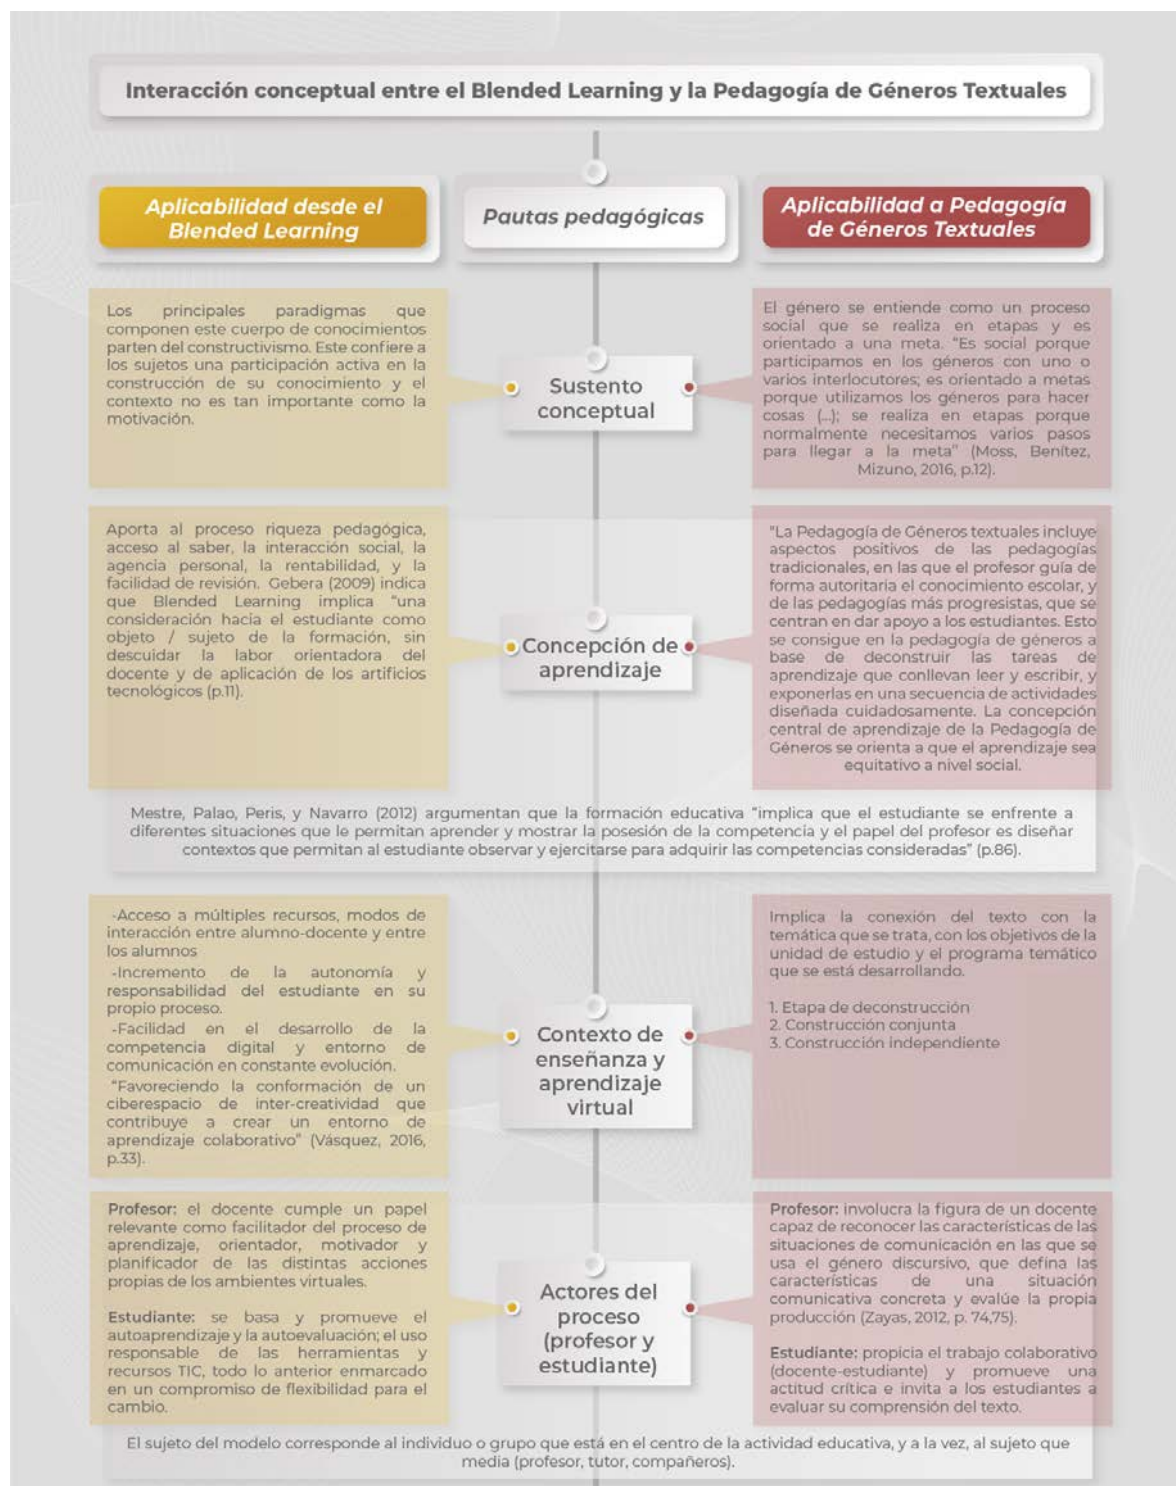 Interacción conceptual entre el Blended Learning y la Pedagogía de Géneros Textuales
Aplicabilidad desde el
Blended Learning
Pautas pedagógicas
Aplicabilidad a Pedagogía
de Géneros Textuales
Los principales paradigmas que
componen este cuerpo de conocimientos
parten del constructivismo. Este confiere a
los sujetos una participación activa en la
construcción de su conocimiento y el
contexto no es tan importante como la
motivación.
Sustento
conceptual
El género se entiende como un proceso
social que se realiza en etapas y es
orientado a una meta. “Es social porque
participamos en los géneros con uno o
varios interlocutores; es orientado a metas
porque utilizamos los géneros para hacer
cosas (...); se realiza en etapas porque
normalmente necesitamos varios pasos
para llegar a la meta” (Moss, Benítez,
Mizuno, 2016, p.12).
Aporta al proceso riqueza pedagógica,
acceso al saber, la interacción social, la
agencia personal, la rentabilidad, y la
facilidad de revisión. Gebera (2009) indica
que Blended Learning implica “una
consideración hacia el estudiante como
objeto / sujeto de la formación, sin
descuidar la labor orientadora del
docente y de aplicación de los artificios
tecnológicos (p.11).
Concepción de
aprendizaje
“La Pedagogía de Géneros textuales incluye
aspectos positivos de las pedagogías
tradicionales, en las que el profesor guía de
forma autoritaria el conocimiento escolar, y
de las pedagogías más progresistas, que se
centran en dar apoyo a los estudiantes. Esto
se consigue en la pedagogía de géneros a
base de deconstruir las tareas de
aprendizaje que conllevan leer y escribir, y
exponerlas en una secuencia de actividades
diseñada cuidadosamente. La concepción
central de aprendizaje de la Pedagogía de
Géneros se orienta a que el aprendizaje sea
equitativo a nivel social.
Mestre, Palao, Peris, y Navarro (2012) argumentan que la formación educativa “implica que el estudiante se enfrente a
diferentes situaciones que le permitan aprender y mostrar la posesión de la competencia y el papel del profesor es diseñar
contextos que permitan al estudiante observar y ejercitarse para adquirir las competencias consideradas” (p.86).
-Acceso a múltiples recursos, modos de
interacción entre alumno-docente y entre
los alumnos
-Incremento de la autonomía y
responsabilidad del estudiante en su
propio proceso.
-Facilidad en el desarrollo de la
competencia digital y entorno de
comunicación en constante evolución.
“Favoreciendo la conformación de un
ciberespacio de inter-creatividad que
contribuye a crear un entorno de
aprendizaje colaborativo” (Vásquez, 2016,
p.33).
Contexto de
enseñanza y
aprendizaje
virtual
Implica la conexión del texto con la
temática que se trata, con los objetivos de la
unidad de estudio y el programa temático
que se está desarrollando.
1. Etapa de deconstrucción
2. Construcción conjunta
3. Construcción independiente
Profesor: el docente cumple un papel
relevante como facilitador del proceso de
aprendizaje, orientador, motivador y
planificador de las distintas acciones
propias de los ambientes virtuales.
Estudiante: se basa y promueve el
autoaprendizaje y la autoevaluación; el uso
responsable de las herramientas y
recursos TIC, todo lo anterior enmarcado
en un compromiso de flexibilidad para el
cambio.
Actores del
proceso
(profesor y
estudiante)
Profesor: involucra la figura de un docente
capaz de reconocer las características de las
situaciones de comunicación en las que se
usa el género discursivo, que defina las
características de una situación
comunicativa concreta y evalúe la propia
producción (Zayas, 2012, p. 74,75).
Estudiante: propicia el trabajo colaborativo
(docente-estudiante) y promueve una
actitud crítica e invita a los estudiantes a
evaluar su comprensión del texto.
El sujeto del modelo corresponde al individuo o grupo que está en el centro de la actividad educativa, y a la vez, al sujeto que
media (profesor, tutor, compañeros).